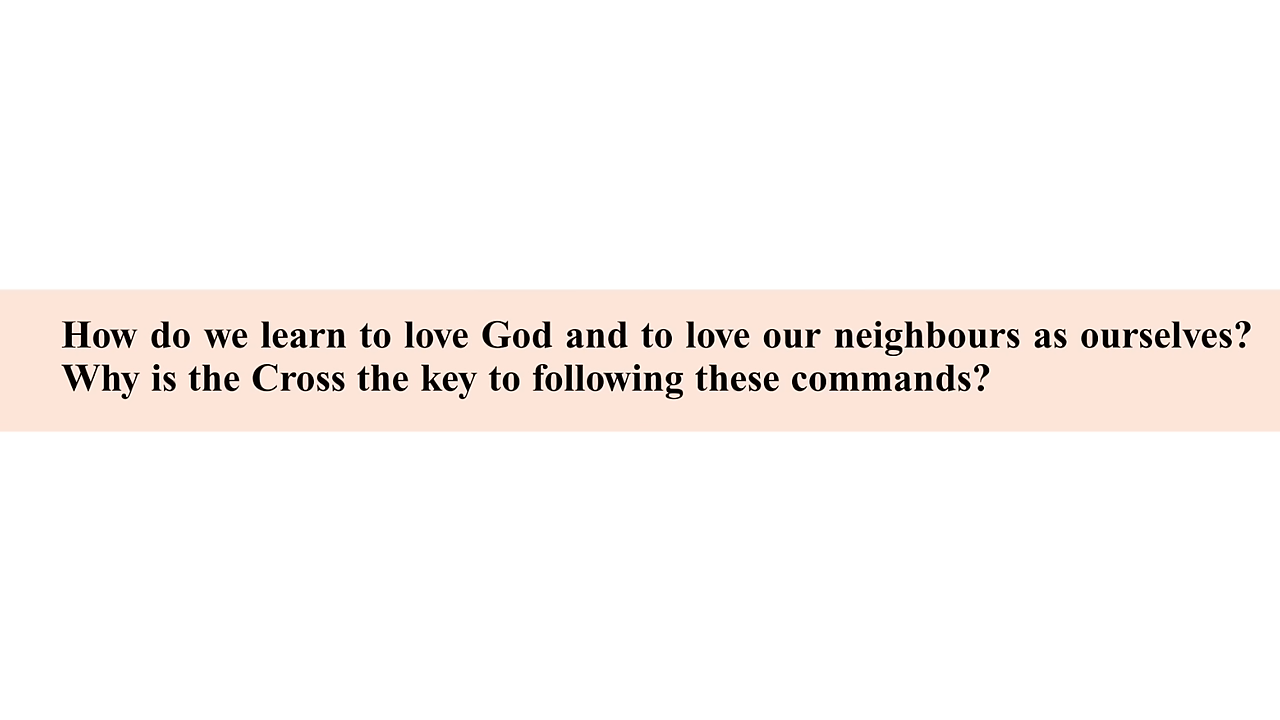 How do we learn to love God and to love our neighbours as ourselves?
Why is the Cross the key to following these commands?